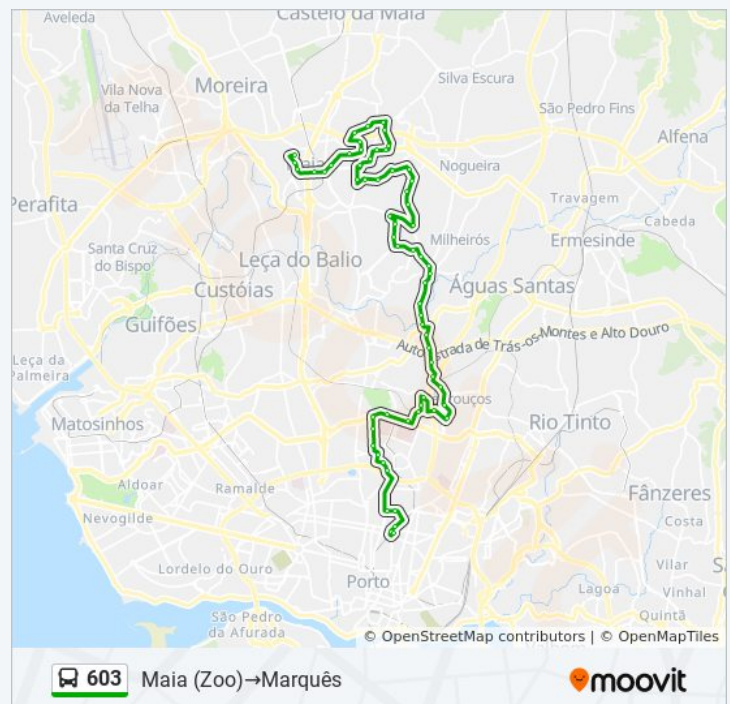 Castelo da Maia
Aveleda
Moreira
Silva Escura
Vila Nova
da Telha
São Pedro Fins
Alfena
Nogueira
Perafita
Travagem
Cabeda
Ermesinde
Milheirós
Santa Cruz
do Bispo
Leça do Balio
Custóias
Águas Santas
Guifões
Autoestrada de Trás-os-Montes e Alto Douro
Leça da
Palmeira
Matosinhos
Rio Tinto
Aldoar
Ramalde
Fânzeres
Nevogilde
Costa
Lordelo do Ouro
Vilar
Porto
Lagoa
Vinhal
São Pedro
da Afurada
Quintã
© OpenStreetMap contributors | © OpenMapTiles
603 Maia (Zoo)→Marquês
moovit